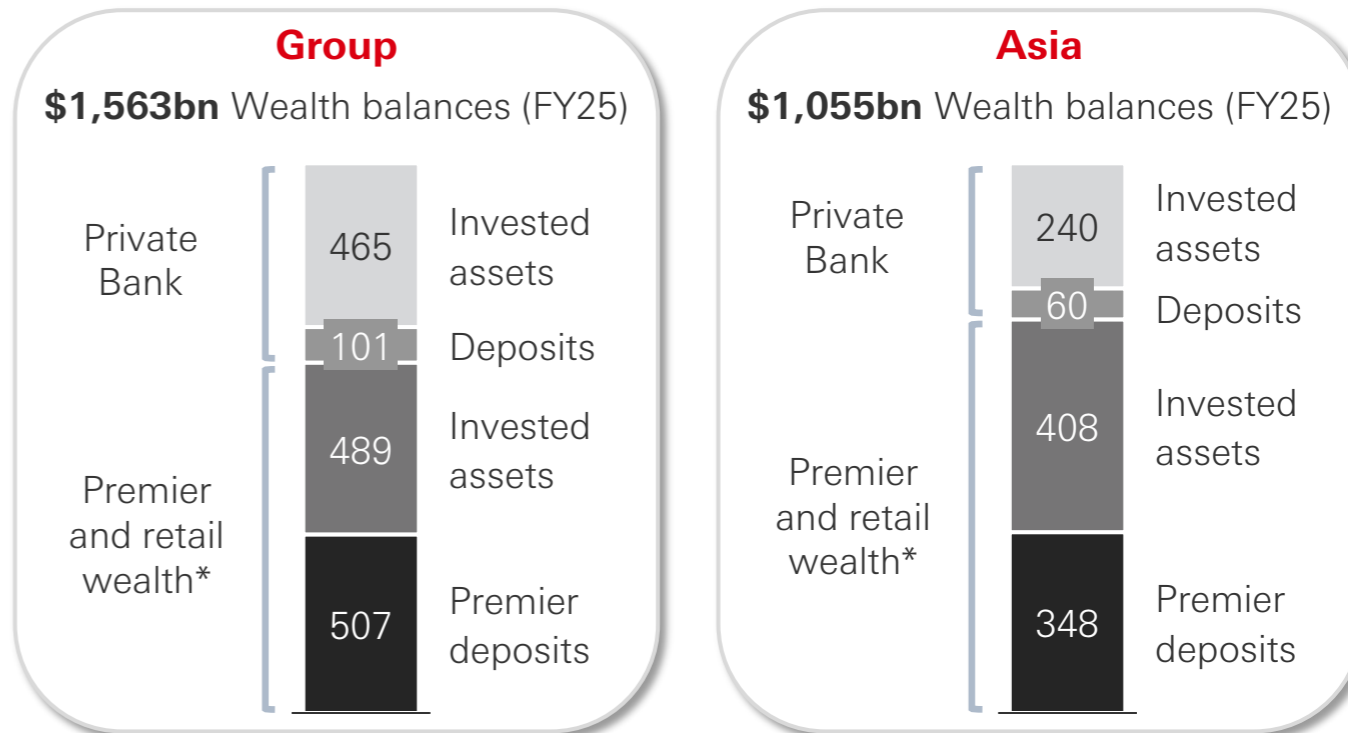 Group
$1,563bn Wealth balances (FY25)
Private
Bank
465
Invested
assets
101
Deposits
Premier
and retail
wealth*
489
Invested
assets
507
Premier
deposits
Asia
$1,055bn Wealth balances (FY25)
Private
Bank
240
Invested
assets
60
Deposits
Premier
and retail
wealth*
408
Invested
assets
348
Premier
deposits